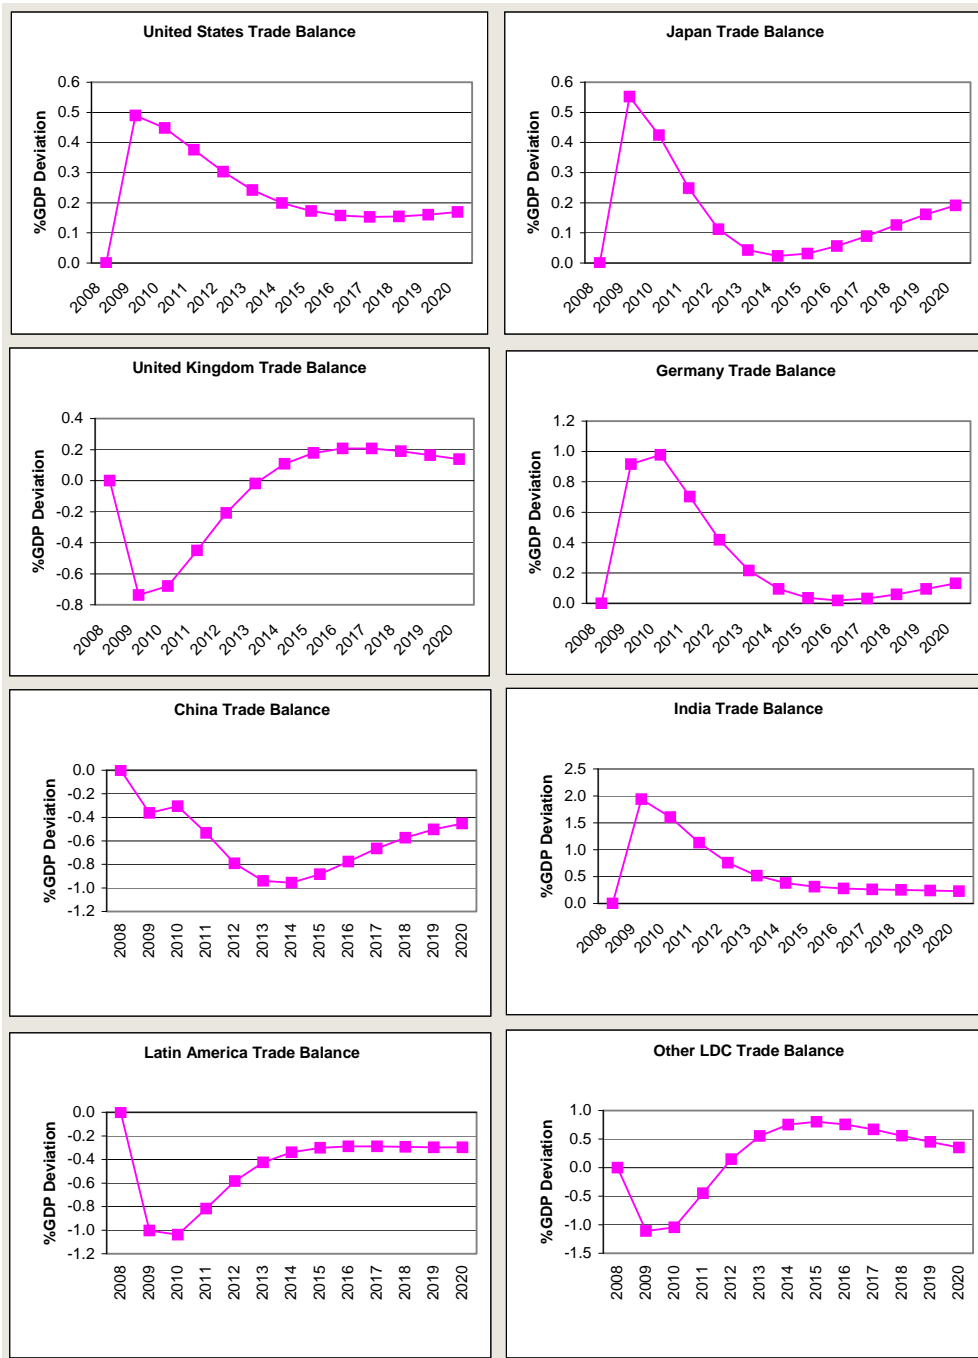 United States Trade Balance
%GDP Deviation
0.6
0.5
0.4
0.3
0.2
0.1
0.0
2008 2009 2010 2011 2012 2013 2014 2015 2016 2017 2018 2019 2020
Japan Trade Balance
%GDP Deviation
0.6
0.5
0.4
0.3
0.2
0.1
0.0
2008 2009 2010 2011 2012 2013 2014 2015 2016 2017 2018 2019 2020
United Kingdom Trade Balance
%GDP Deviation
0.4
0.2
0.0
-0.2
-0.4
-0.6
-0.8
2008 2009 2010 2011 2012 2013 2014 2015 2016 2017 2018 2019 2020
Germany Trade Balance
%GDP Deviation
1.2
1.0
0.8
0.6
0.4
0.2
0.0
2008 2009 2010 2011 2012 2013 2014 2015 2016 2017 2018 2019 2020
China Trade Balance
%GDP Deviation
0.0
-0.2
-0.4
-0.6
-0.8
-1.0
-1.2
2008 2009 2010 2011 2012 2013 2014 2015 2016 2017 2018 2019 2020
India Trade Balance
%GDP Deviation
2.5
2.0
1.5
1.0
0.5
0.0
2008 2009 2010 2011 2012 2013 2014 2015 2016 2017 2018 2019 2020
Latin America Trade Balance
%GDP Deviation
0.0
-0.2
-0.4
-0.6
-0.8
-1.0
-1.2
2008 2009 2010 2011 2012 2013 2014 2015 2016 2017 2018 2019 2020
Other LDC Trade Balance
%GDP Deviation
1.0
0.5
0.0
-0.5
-1.0
-1.5
2008 2009 2010 2011 2012 2013 2014 2015 2016 2017 2018 2019 2020